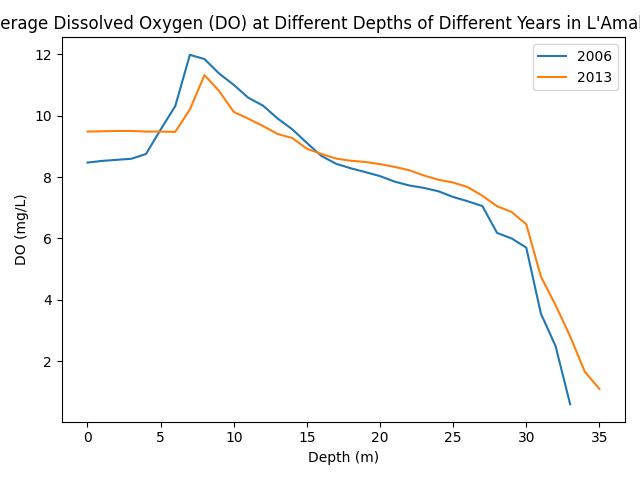 erage Dissolved Oxygen (DO) at Different Depths of Different Years in L'Amal
12
10
8
6
4
2
DO (mg/L)
2006
2013
0 5 10 15 20 25 30 35
Depth (m)